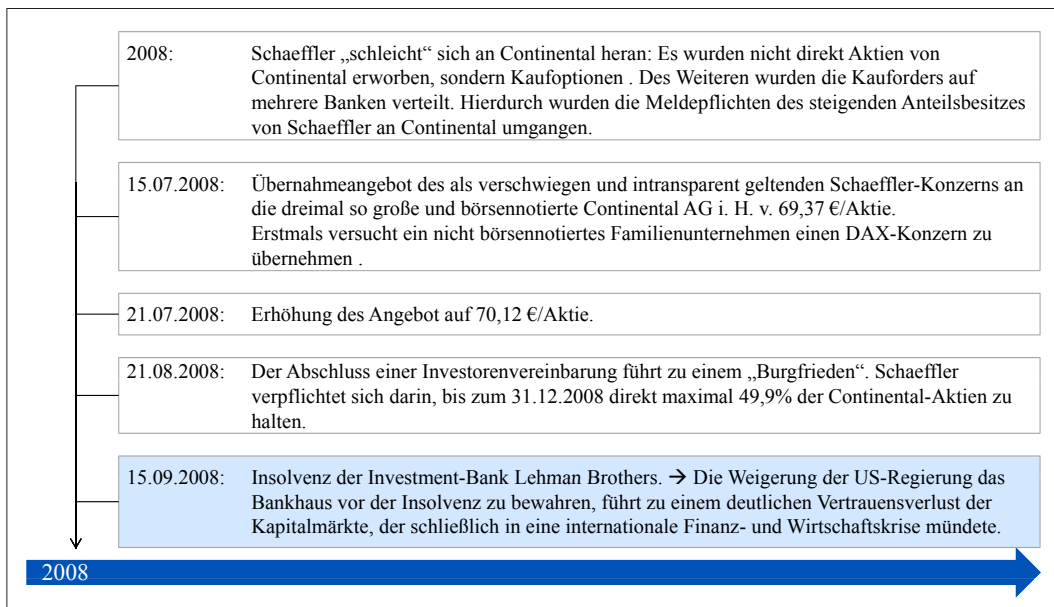 2008: Schaeffler „schleicht“ sich an Continental heran: Es wurden nicht direkt Aktien von
Continental erworben, sondern Kaufoptionen . Des Weiteren wurden die Kauforders auf
mehrere Banken verteilt. Hierdurch wurden die Meldepflichten des steigenden Anteilsbesitzes
von Schaeffler an Continental umgangen.
15.07.2008: Übernahmeangebot des als verschwiegen und intransparent geltenden Schaeffler-Konzerns an
die dreimal so große und börsennotierte Continental AG i. H. v. 69,37 €/Aktie.
Erstmals versucht ein nicht börsennotiertes Familienunternehmen einen DAX-Konzern zu
übernehmen .
21.07.2008: Erhöhung des Angebot auf 70,12 €/Aktie.
21.08.2008: Der Abschluss einer Investorenvereinbarung führt zu einem „Burgfrieden“. Schaeffler
verpflichtet sich darin, bis zum 31.12.2008 direkt maximal 49,9% der Continental-Aktien zu
halten.
15.09.2008: Insolvenz der Investment-Bank Lehman Brothers. → Die Weigerung der US-Regierung das
Bankhaus vor der Insolvenz zu bewahren, führt zu einem deutlichen Vertrauensverlust der
Kapitalmärkte, der schließlich in eine internationale Finanz- und Wirtschaftskrise mündete.
2008